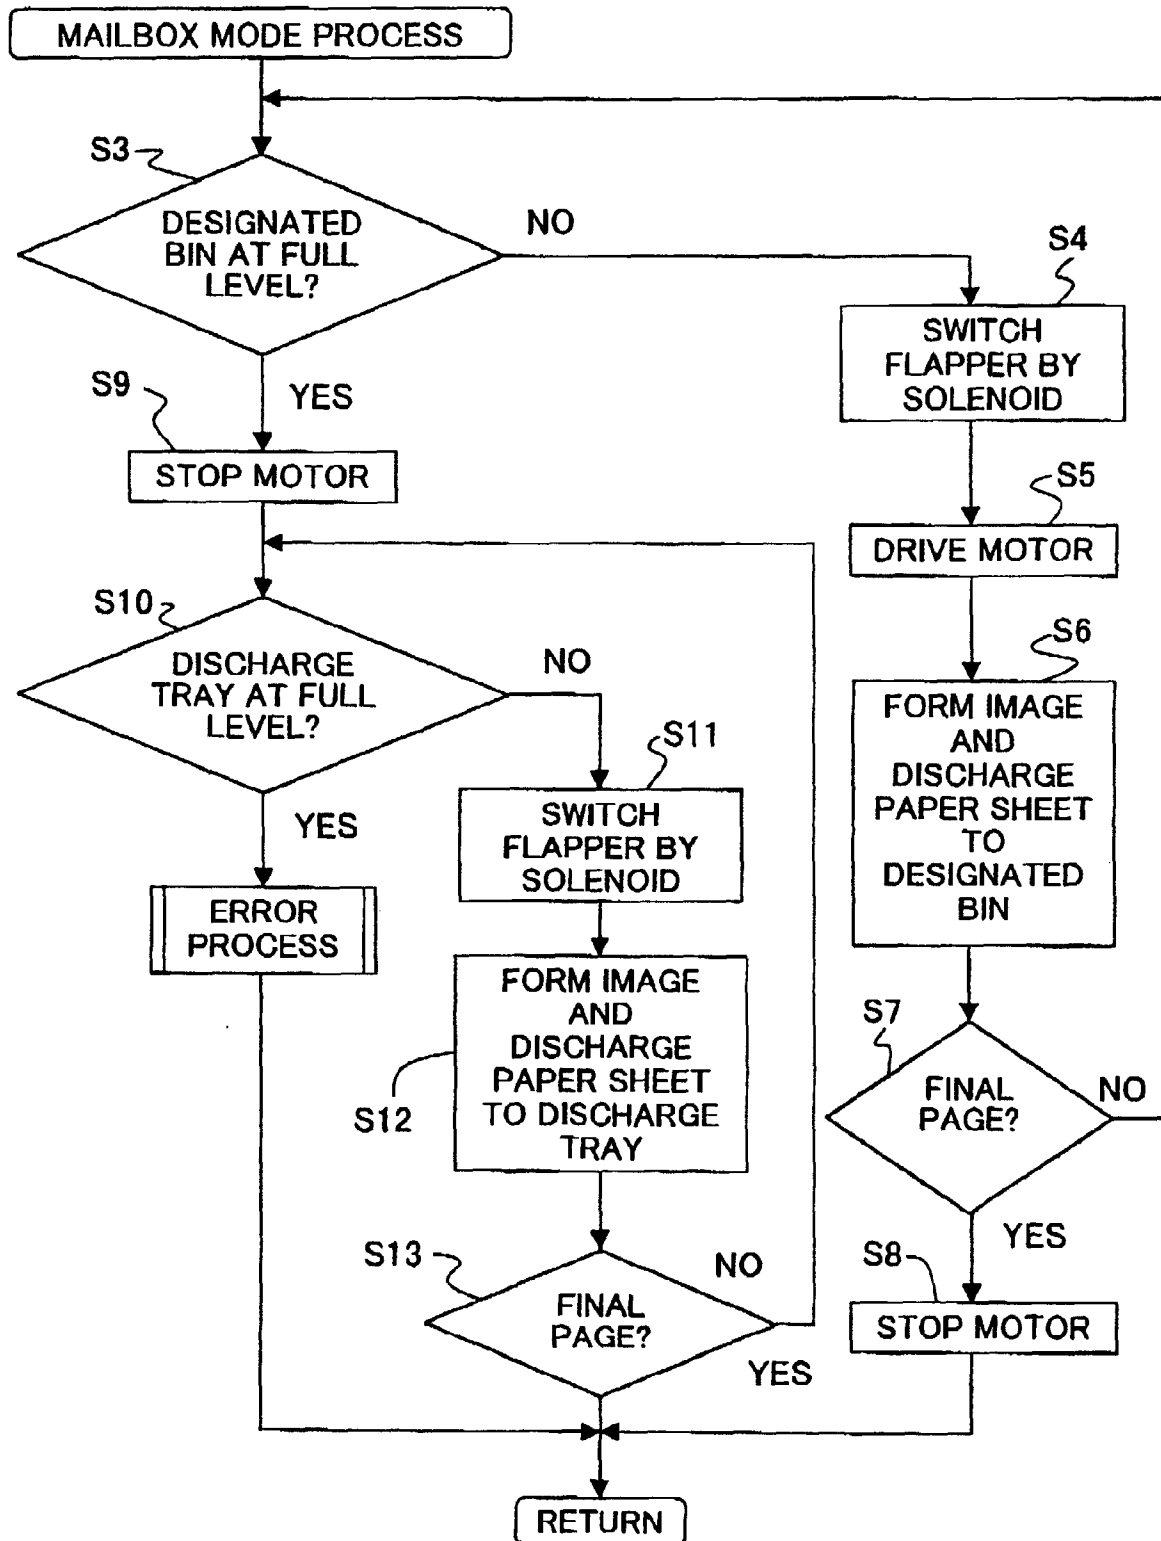 MAILBOX MODE PROCESS
S3
DESIGNATED
BIN AT FULL
LEVEL?
NO
YES
S4
SWITCH
FLAPPER BY
SOLENOID
S9
STOP MOTOR
S5
DRIVE MOTOR
S10
DISCHARGE
TRAY AT FULL
LEVEL?
NO
YES
S6
FORM IMAGE
AND
DISCHARGE
PAPER SHEET
TO
DESIGNATED
BIN
S11
SWITCH
FLAPPER BY
SOLENOID
ERROR
PROCESS
S12
FORM IMAGE
AND
DISCHARGE
PAPER SHEET
TO DISCHARGE
TRAY
S7
FINAL
PAGE?
NO
YES
S13
FINAL
PAGE?
NO
YES
S8
STOP MOTOR
RETURN